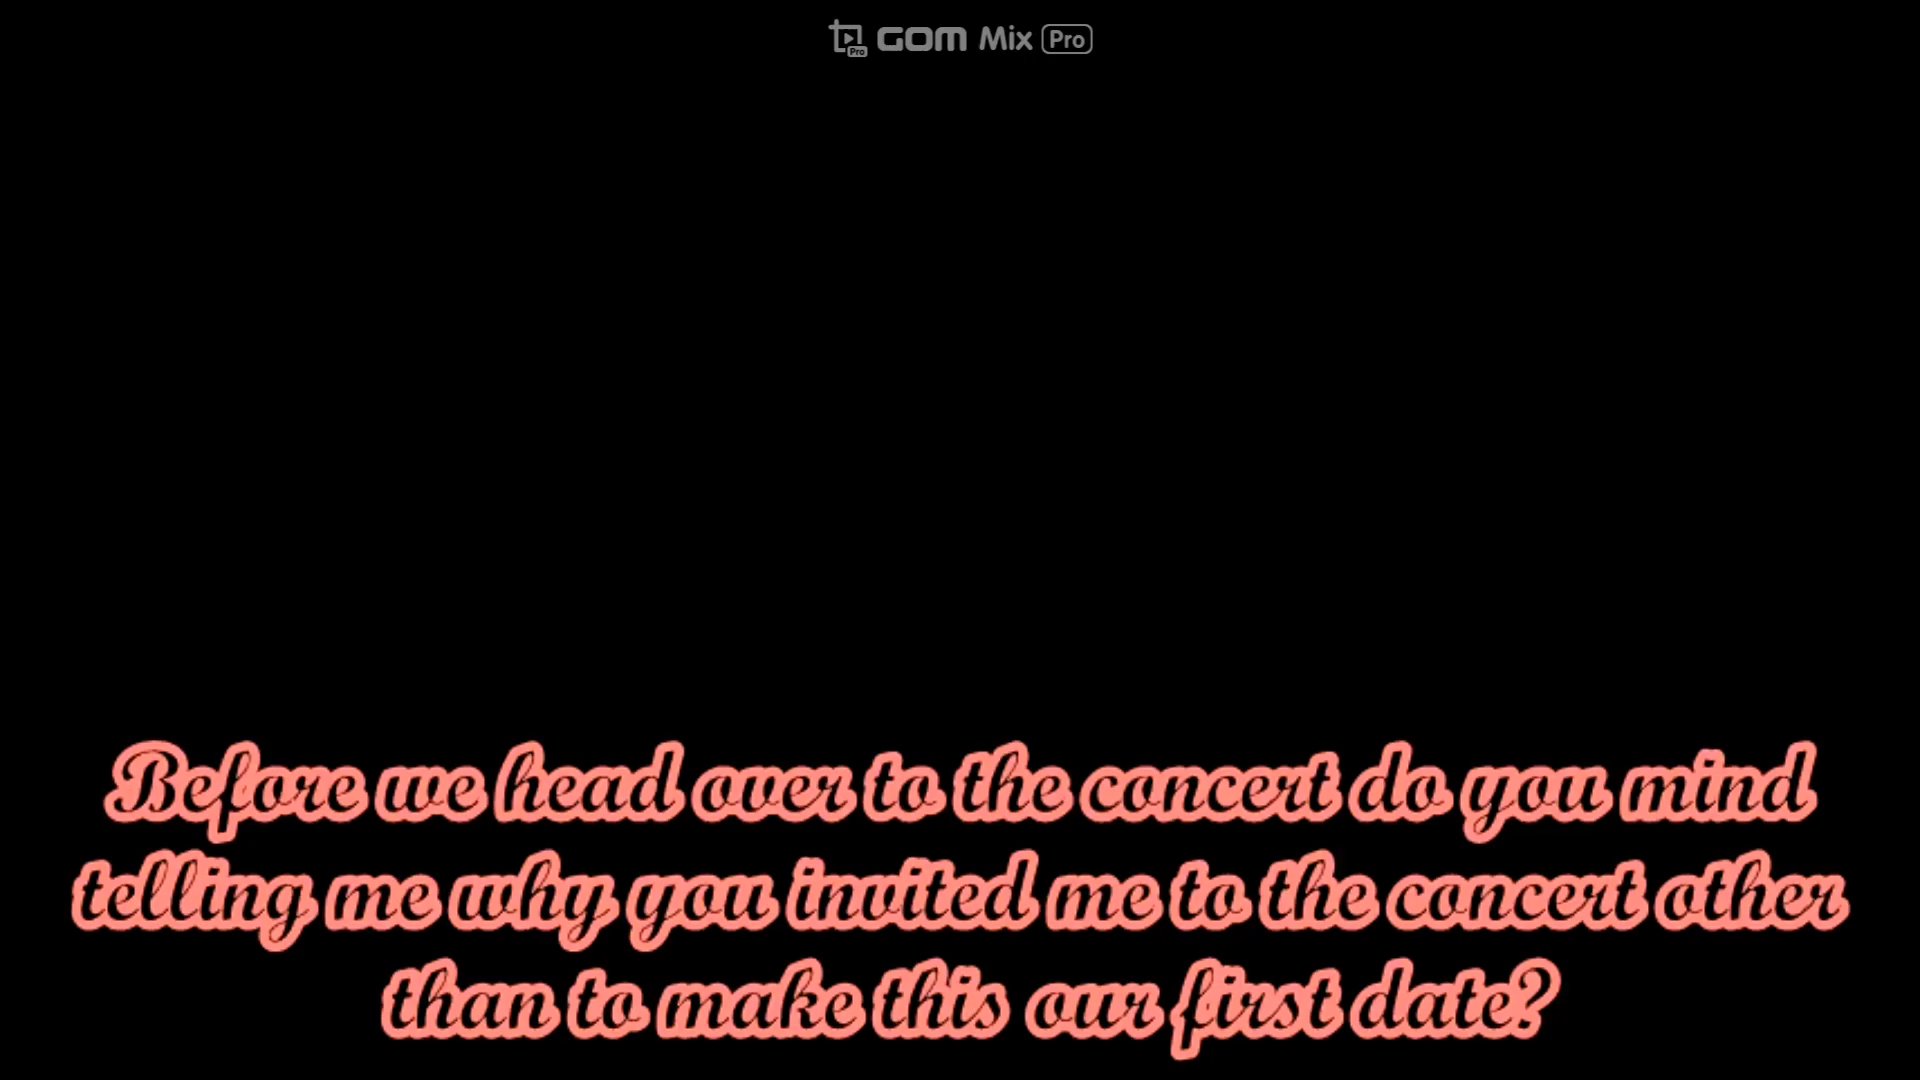 GOM Mix Pro
Before we head over to the concert do you mind
telling me why you invited me to the concert other
than to make this our first date?